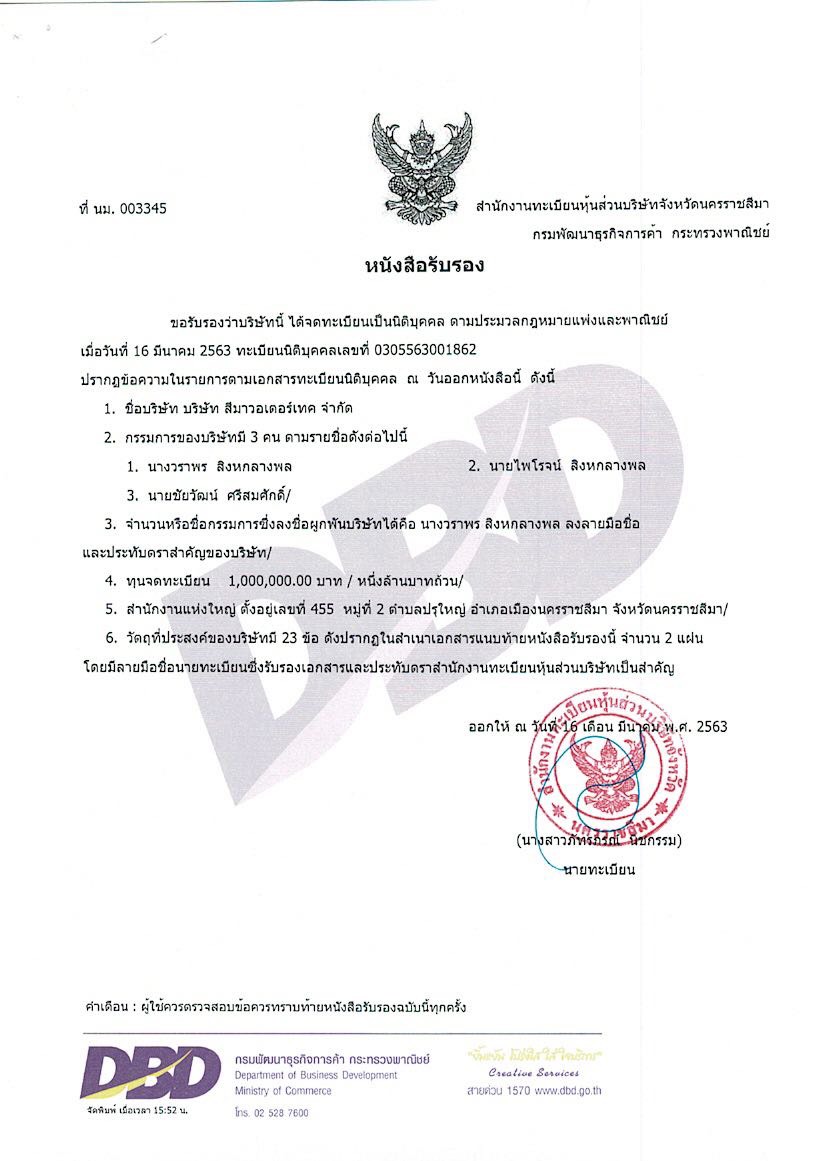 ที่ นม. 003345
สำนักงานทะเบียนหุ้นส่วนบริษัทจังหวัดนครราชสีมา
กรมพัฒนาธุรกิจการค้า กระทรวงพาณิชย์
หนังสือรับรอง
ขอรับรองว่าบริษัทนี้ ได้จดทะเบียนเป็นนิติบุคคล ตามประมวลกฎหมายแพ่งและพาณิชย์
เมื่อวันที่ 16 มีนาคม 2563 ทะเบียนนิติบุคคลเลขที่ 0305563001862
ปรากฏข้อความในรายการตามเอกสารทะเบียนนิติบุคคล ณ วันออกหนังสือนี้ ดังนี้
1. ชื่อบริษัท บริษัท สีมาวอเตอร์เทค จำกัด
2. กรรมการของบริษัทมี 3 คน ตามรายชื่อดังต่อไปนี้
1. นางวราพร สิงหกลางพล 2. นายไพโรจน์ สิงหกลางพล
3. นายชัยวัฒน์ ศรีสมศักดิ์/
3. จำนวนหรือชื่อกรรมการซึ่งลงชื่อผูกพันบริษัทได้คือ นางวราพร สิงหกลางพล ลงลายมือชื่อ
และประทับตราสำคัญของบริษัท/
4. ทุนจดทะเบียน 1,000,000.00 บาท / หนึ่งล้านบาทถ้วน/
5. สำนักงานแห่งใหญ่ ตั้งอยู่เลขที่ 455 หมู่ที่ 2 ตำบลปรุใหญ่ อำเภอเมืองนครราชสีมา จังหวัดนครราชสีมา/
6. วัตถุที่ประสงค์ของบริษัทมี 23 ข้อ ดังปรากฏในสำเนาเอกสารแนบท้ายหนังสือรับรองนี้ จำนวน 2 แผ่น
โดยมีลายมือชื่อนายทะเบียนซึ่งรับรองเอกสารและประทับตราสำนักงานทะเบียนหุ้นส่วนบริษัทเป็นสำคัญ
DBD
ออกให้ ณ วันที่ 16 เดือน มีนาคม พ.ศ. 2563
สำนักงานทะเบียนหุ้นส่วนบริษัทจังหวัด
นครราชสีมา
(นางสาวภัทรภรณ์ นิชกรรม)
นายทะเบียน
คำเตือน : ผู้ใช้ควรตรวจสอบข้อควรทราบท้ายหนังสือรับรองฉบับนี้ทุกครั้ง
DBD
จัดพิมพ์ เมื่อเวลา 15:52 น.
กรมพัฒนาธุรกิจการค้า กระทรวงพาณิชย์
Department of Business Development
Ministry of Commerce
โทร. 02 528 7600
"ยิ้มแย้ม โปร่งใส ใส่ใจบริการ"
Creative Services
สายด่วน 1570 www.dbd.go.th